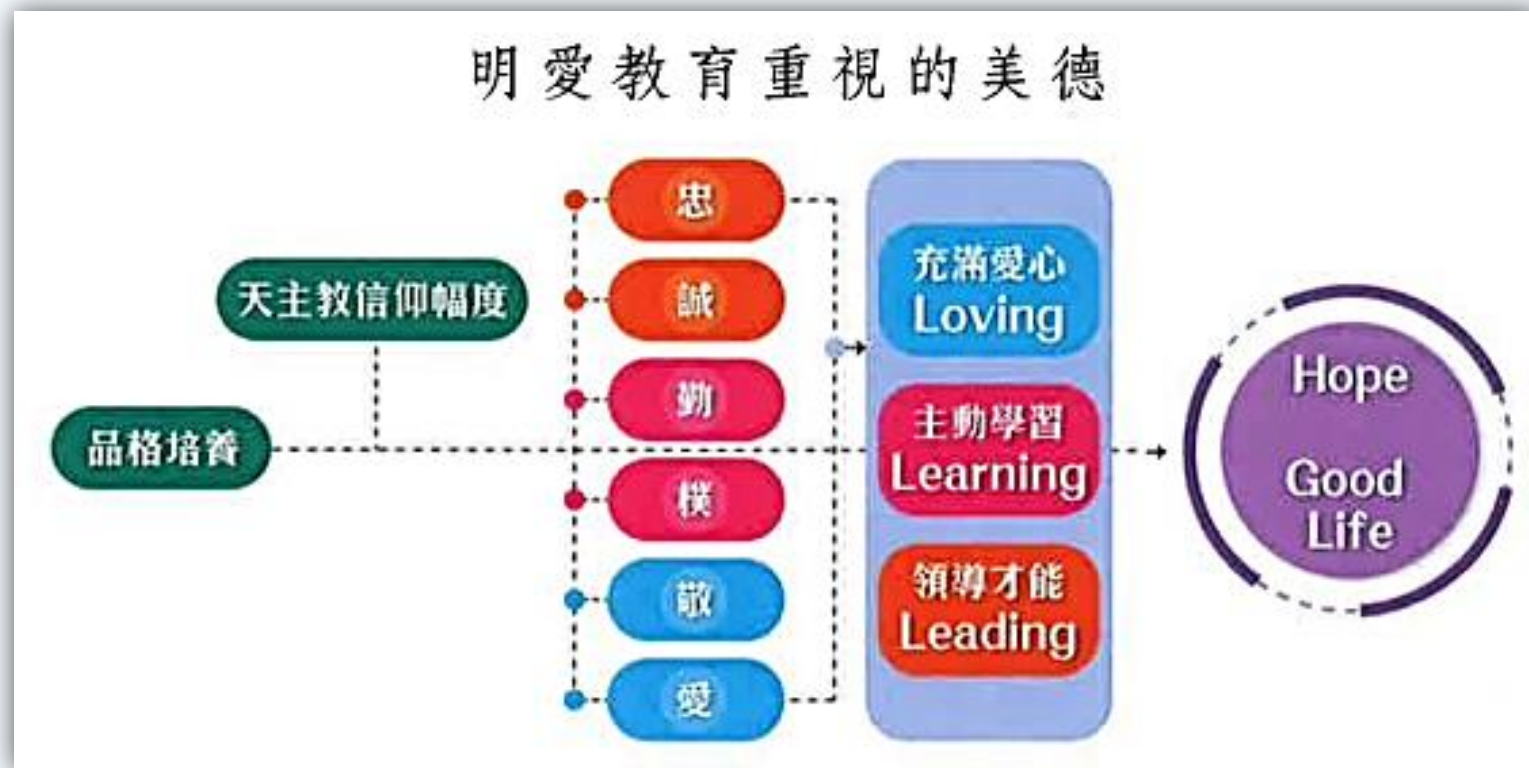 明愛教育重視的美德
天主教信仰幅度
品格培養
忠
誠
勤
樸
敬
愛
充滿愛心
Loving
主動學習
Learning
領導才能
Leading
Hope
Good
Life